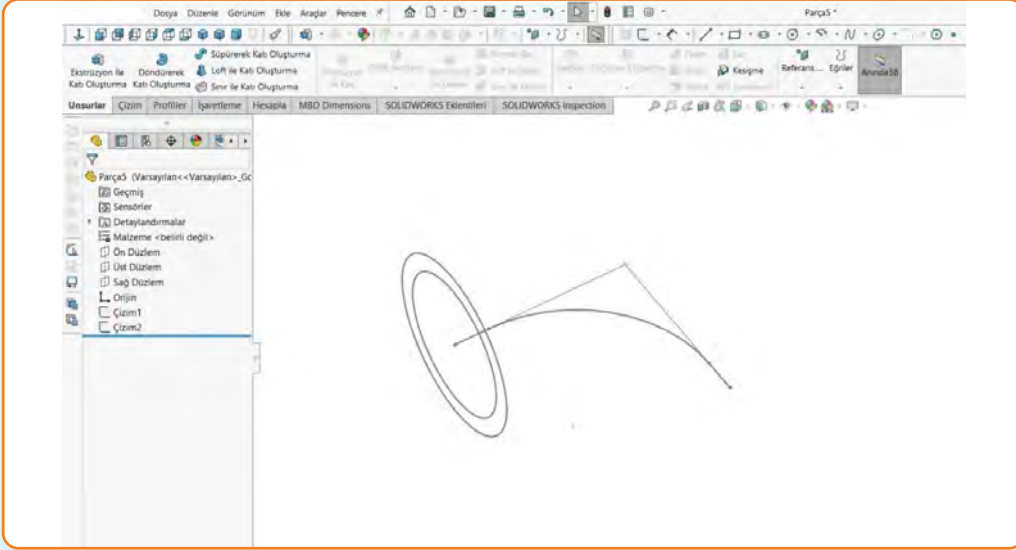 Dosya Düzenle Görünüm Ekle Araçlar Pencere
Parça5 *
Ekstrüzyon ile Katı Oluşturma
Döndürerek Katı Oluşturma
Süpürerek Katı Oluşturma
Loft ile Katı Oluşturma
Sınır ile Katı Oluşturma
Kesişme
Referans ...
Eğriler
Anında3B
Unsurlar Çizim Profiller İşaretleme Hesapla MBD Dimensions SOLIDWORKS Eklentileri SOLIDWORKS Inspection
Parça5 (Varsayılan<<Varsayılan>_Gö
Geçmiş
Sensörler
Detaylandırmalar
Malzeme <belirli değil>
Ön Düzlem
Üst Düzlem
Sağ Düzlem
Orijin
Çizim1
Çizim2